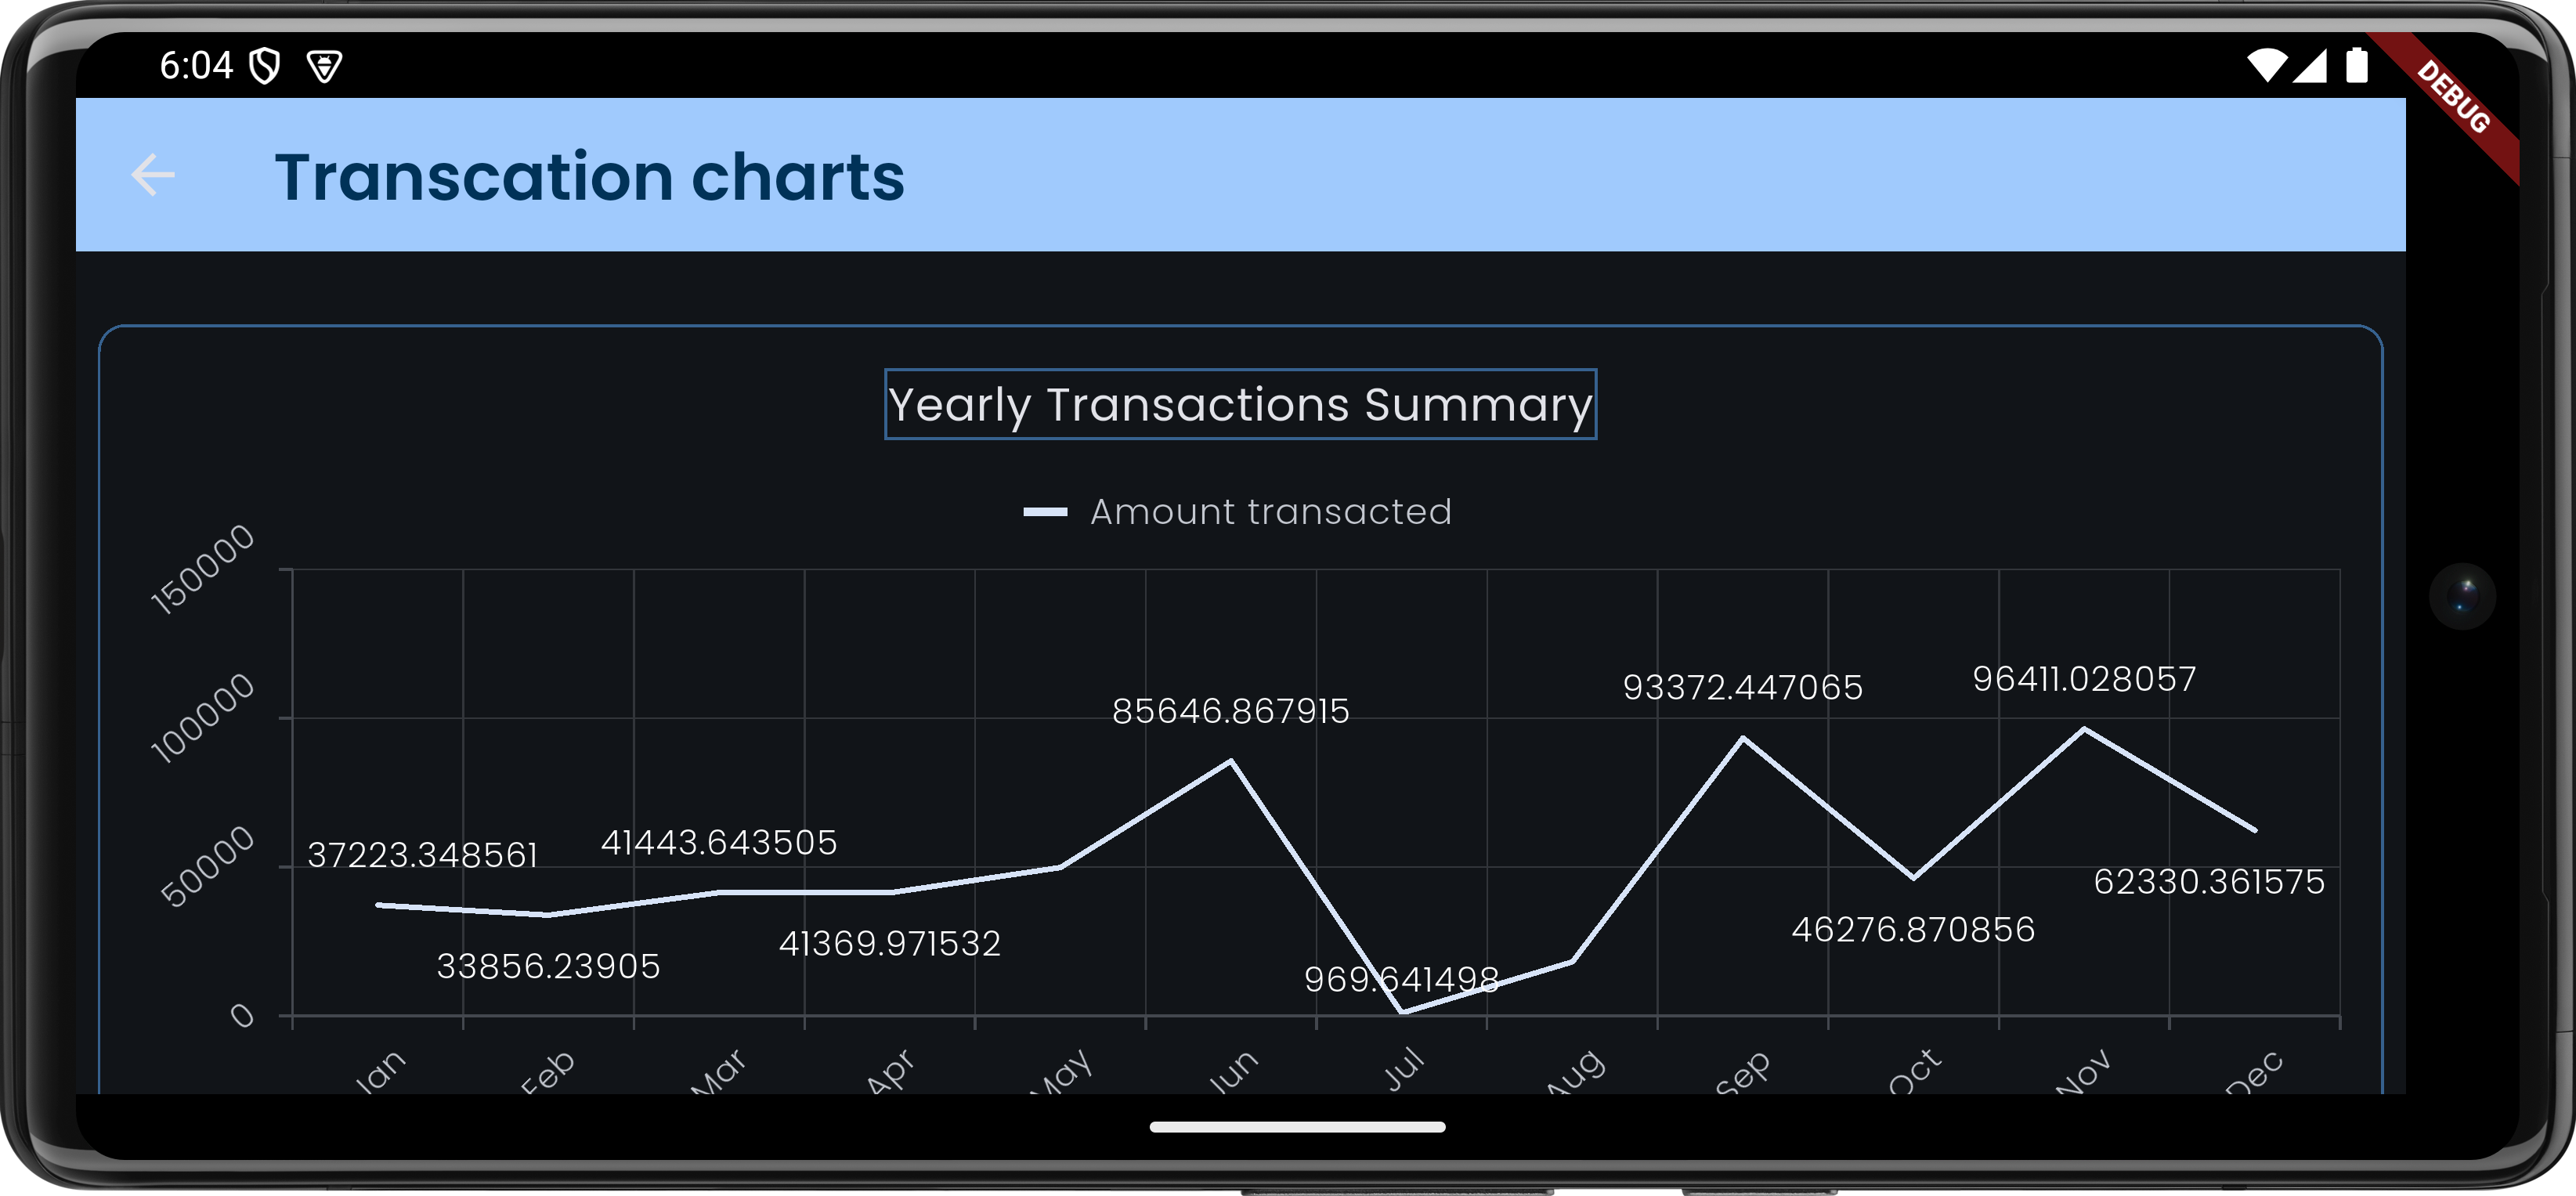 6:04
DEBUG
Transcation charts
Yearly Transactions Summary
Amount transacted
150000
100000
50000
0
37223.348561
33856.23905
41443.643505
41369.971532
85646.867915
969.641498
93372.447065
46276.870856
96411.028057
62330.361575
Jan
Feb
Mar
Apr
May
Jun
Jul
Aug
Sep
Oct
Nov
Dec